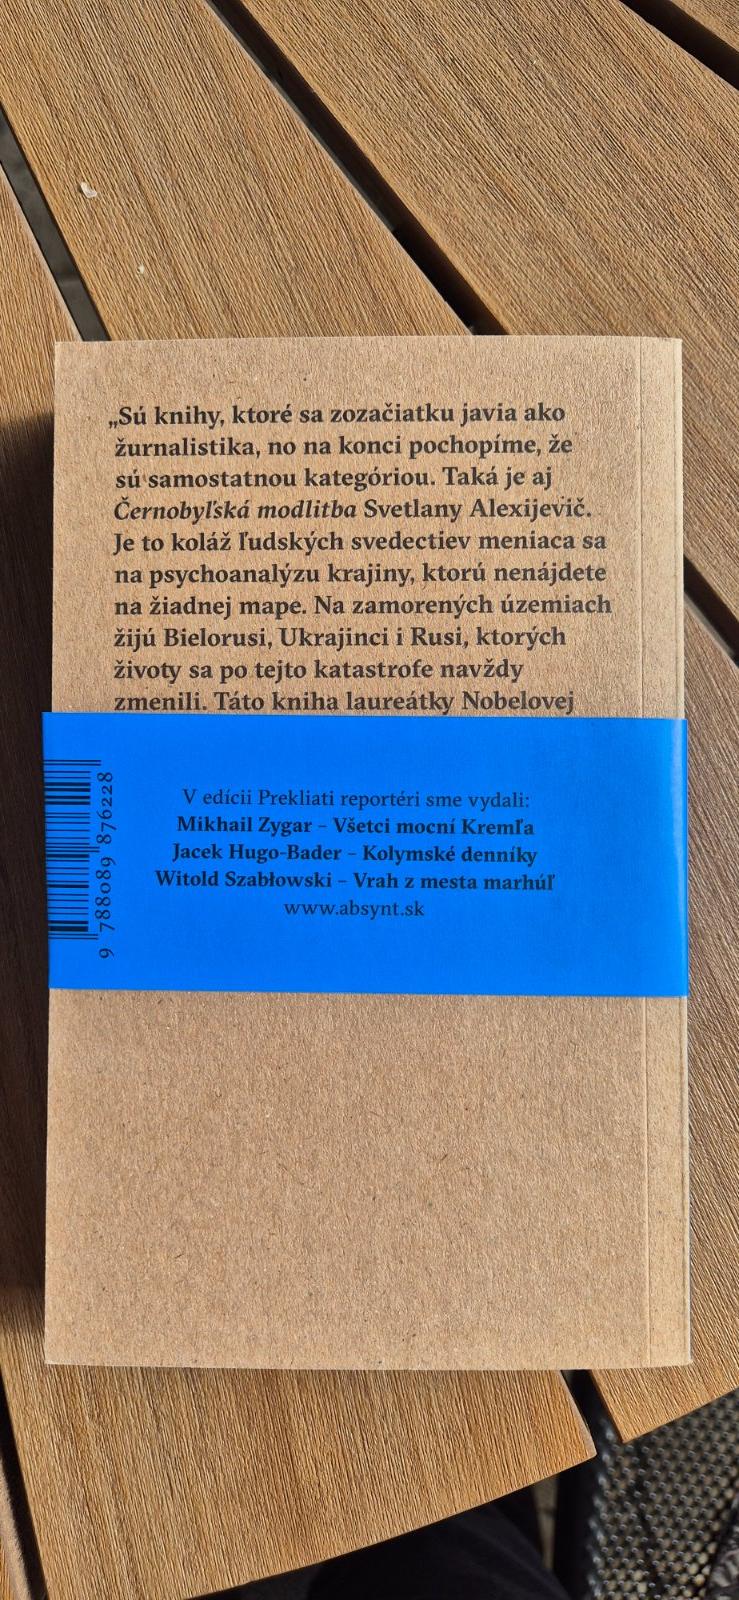 „Sú knihy, ktoré sa zozačiatku javia ako
žurnalistika, no na konci pochopíme, že
sú samostatnou kategóriou. Taká je aj
Černobyľská modlitba Svetlany Alexijevič.
Je to koláž ľudských svedectiev meniaca sa
na psychoanalýzu krajiny, ktorú nenájdete
na žiadnej mape. Na zamorených územiach
žijú Bielorusi, Ukrajinci i Rusi, ktorých
životy sa po tejto katastrofe navždy
zmenili. Táto kniha laureátky Nobelovej
V edícii Prekliati reportéri sme vydali:
Mikhail Zygar – Všetci mocní Kremľa
Jacek Hugo-Bader – Kolymské denníky
Witold Szabłowski – Vrah z mesta marhúľ
www.absynt.sk
9 788089 876228